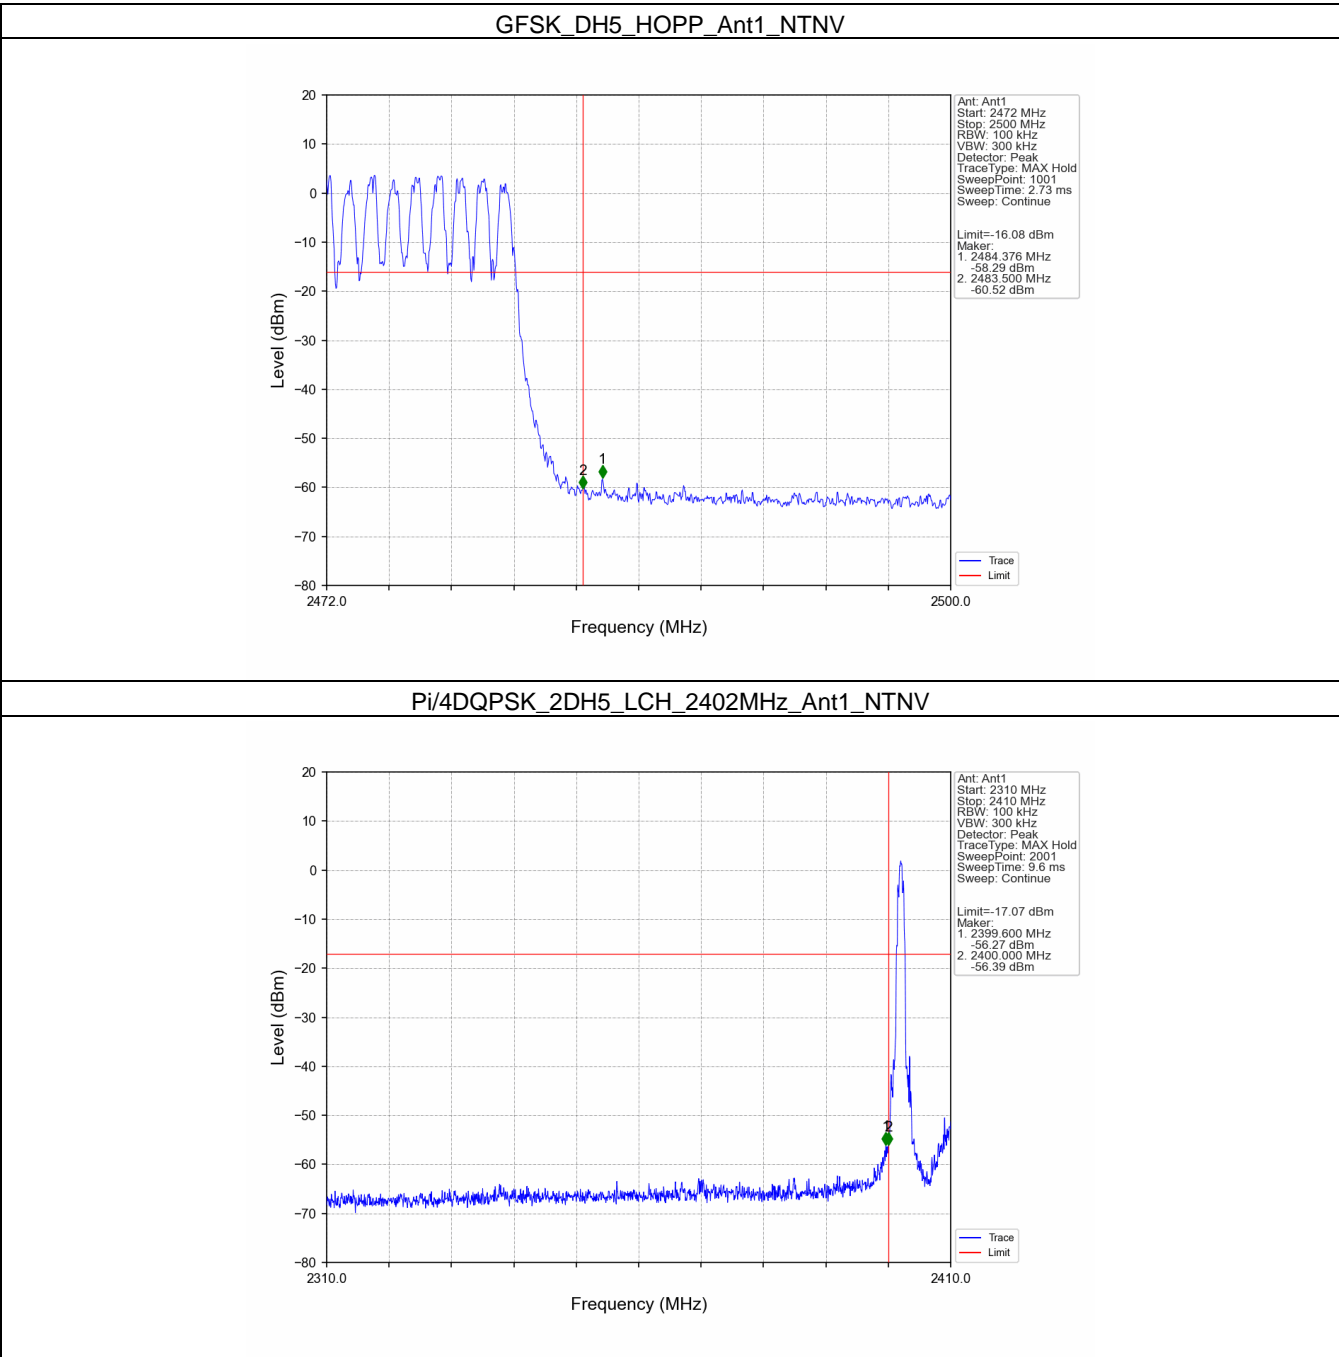 GFSK_DH5_HOPP_Ant1_NTNV
20
10
0
−10
−20
−30
−40
−50
−60
−70
−80
Level (dBm)
2472.0
2500.0
Frequency (MHz)
2
1
Ant: Ant1
Start: 2472 MHz
Stop: 2500 MHz
RBW: 100 kHz
VBW: 300 kHz
Detector: Peak
TraceType: MAX Hold
SweepPoint: 1001
SweepTime: 2.73 ms
Sweep: Continue
Limit=-16.08 dBm
Maker:
1. 2484.376 MHz
-58.29 dBm
2. 2483.500 MHz
-60.52 dBm
Trace
Limit
Pi/4DQPSK_2DH5_LCH_2402MHz_Ant1_NTNV
20
10
0
−10
−20
−30
−40
−50
−60
−70
−80
Level (dBm)
2310.0
2410.0
Frequency (MHz)
1
2
Ant: Ant1
Start: 2310 MHz
Stop: 2410 MHz
RBW: 100 kHz
VBW: 300 kHz
Detector: Peak
TraceType: MAX Hold
SweepPoint: 2001
SweepTime: 9.6 ms
Sweep: Continue
Limit=-17.07 dBm
Maker:
1. 2399.600 MHz
-56.27 dBm
2. 2400.000 MHz
-56.39 dBm
Trace
Limit